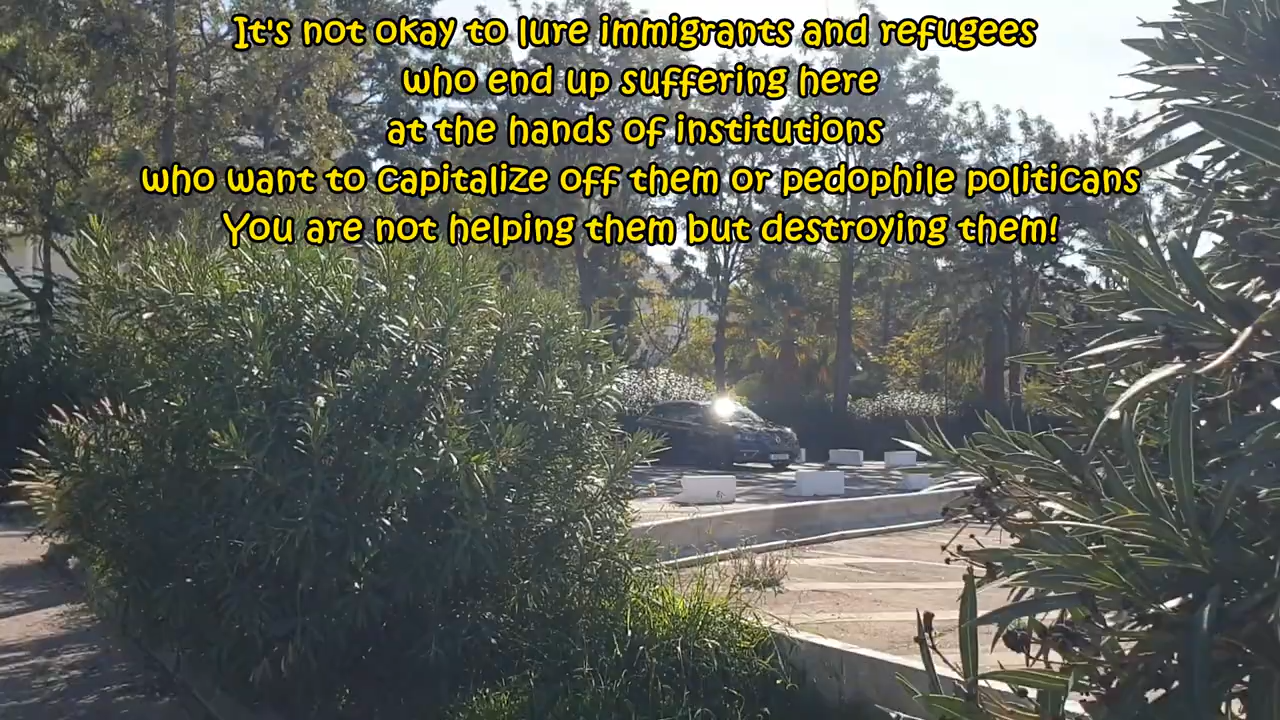 It's not okay to lure immigrants and refugees
who end up suffering here
at the hands of institutions
who want to capitalize off them or pedophile politicans
You are not helping them but destroying them!